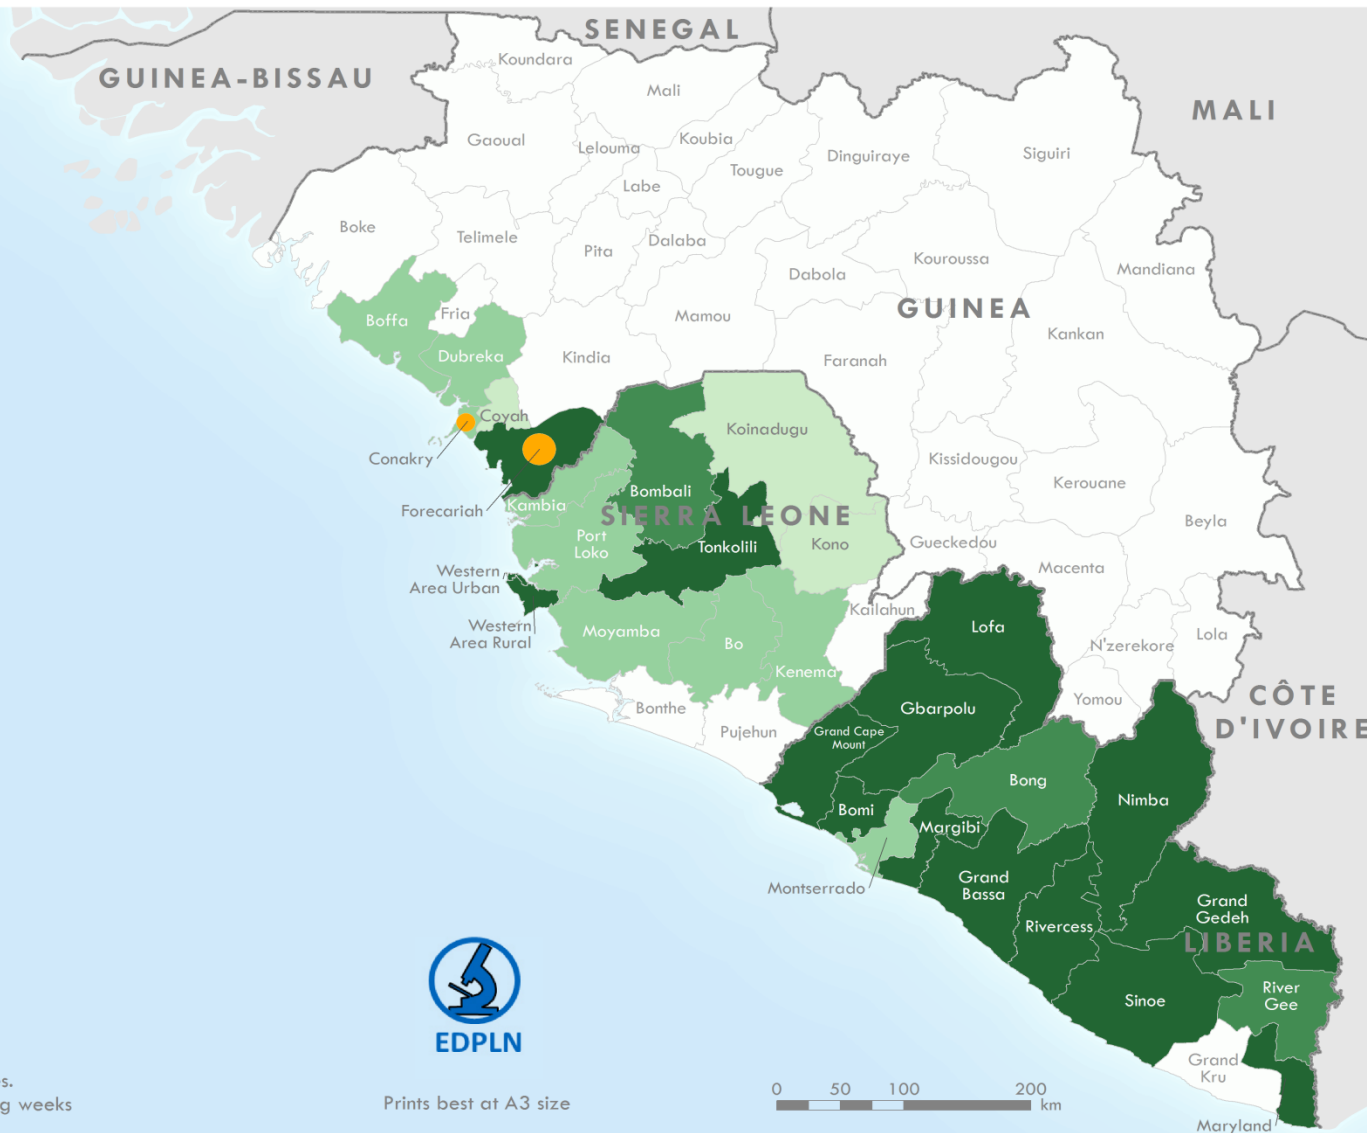 SENEGAL
GUINEA-BISSAU
Koundara
Mali
MALI
Gaoual
Lelouma
Koubia
Tougue
Dinguiraye
Siguiri
Labe
Boke
Telimele
Pita
Dalaba
Dabola
Kouroussa
Mandiana
GUINEA
Boffa
Fria
Mamou
Kankan
Dubreka
Kindia
Faranah
Coyah
Koinadugu
Conakry
Kissidougou
Kerouane
Forecariah
Kambia
Bombali
SIERRA LEONE
Beyla
Port
Loko
Tonkolili
Kono
Gueckedou
Macenta
Western
Area Urban
Kailahun
Western
Area Rural
Moyamba
Bo
Lofa
N'zerekore
Lola
Kenema
Yomou
CÔTE
D'IVOIRE
Bonthe
Pujehun
Gbarpolu
Grand Cape
Mount
Bong
Nimba
Bomi
Margibi
Montserrado
Grand
Bassa
Rivercess
Grand
Gedeh
LIBERIA
Sinoe
River
Gee
Grand
Kru
Maryland
EDPLN
s.
g weeks
Prints best at A3 size
0 50 100 200
km